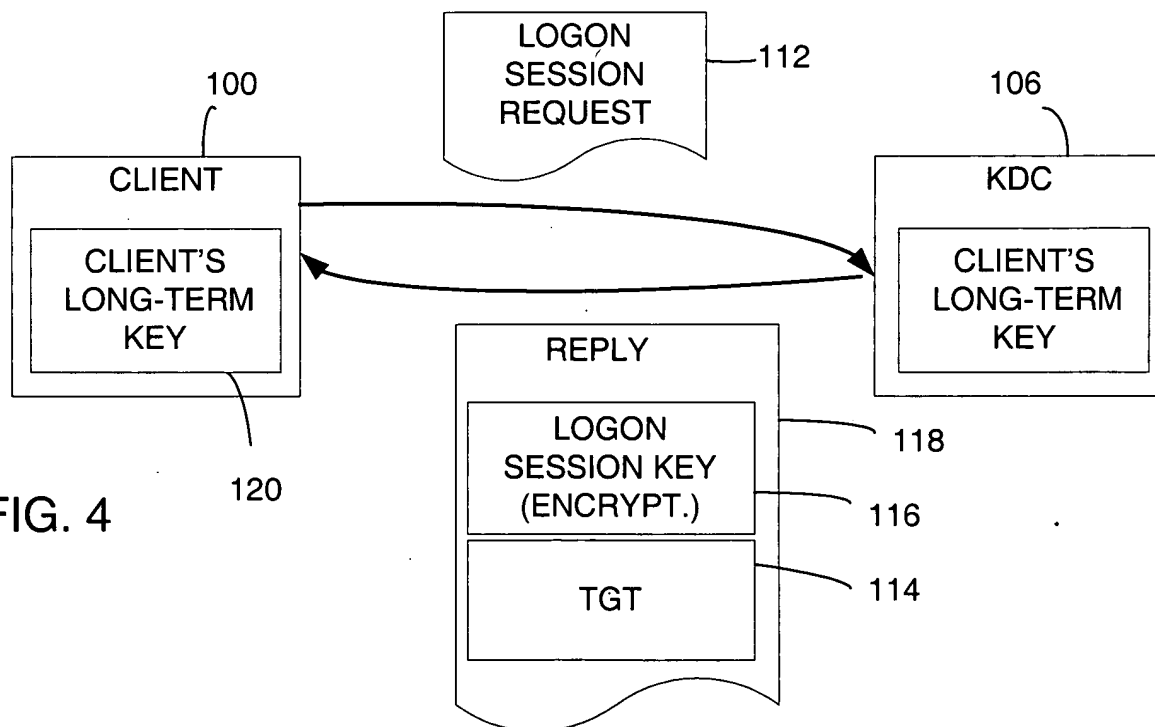 LOGON
SESSION
REQUEST
112
100
106
CLIENT
KDC
CLIENT'S
LONG-TERM
KEY
CLIENT'S
LONG-TERM
KEY
120
REPLY
LOGON
SESSION KEY
(ENCRYPT.)
118
116
TGT
114
FIG. 4